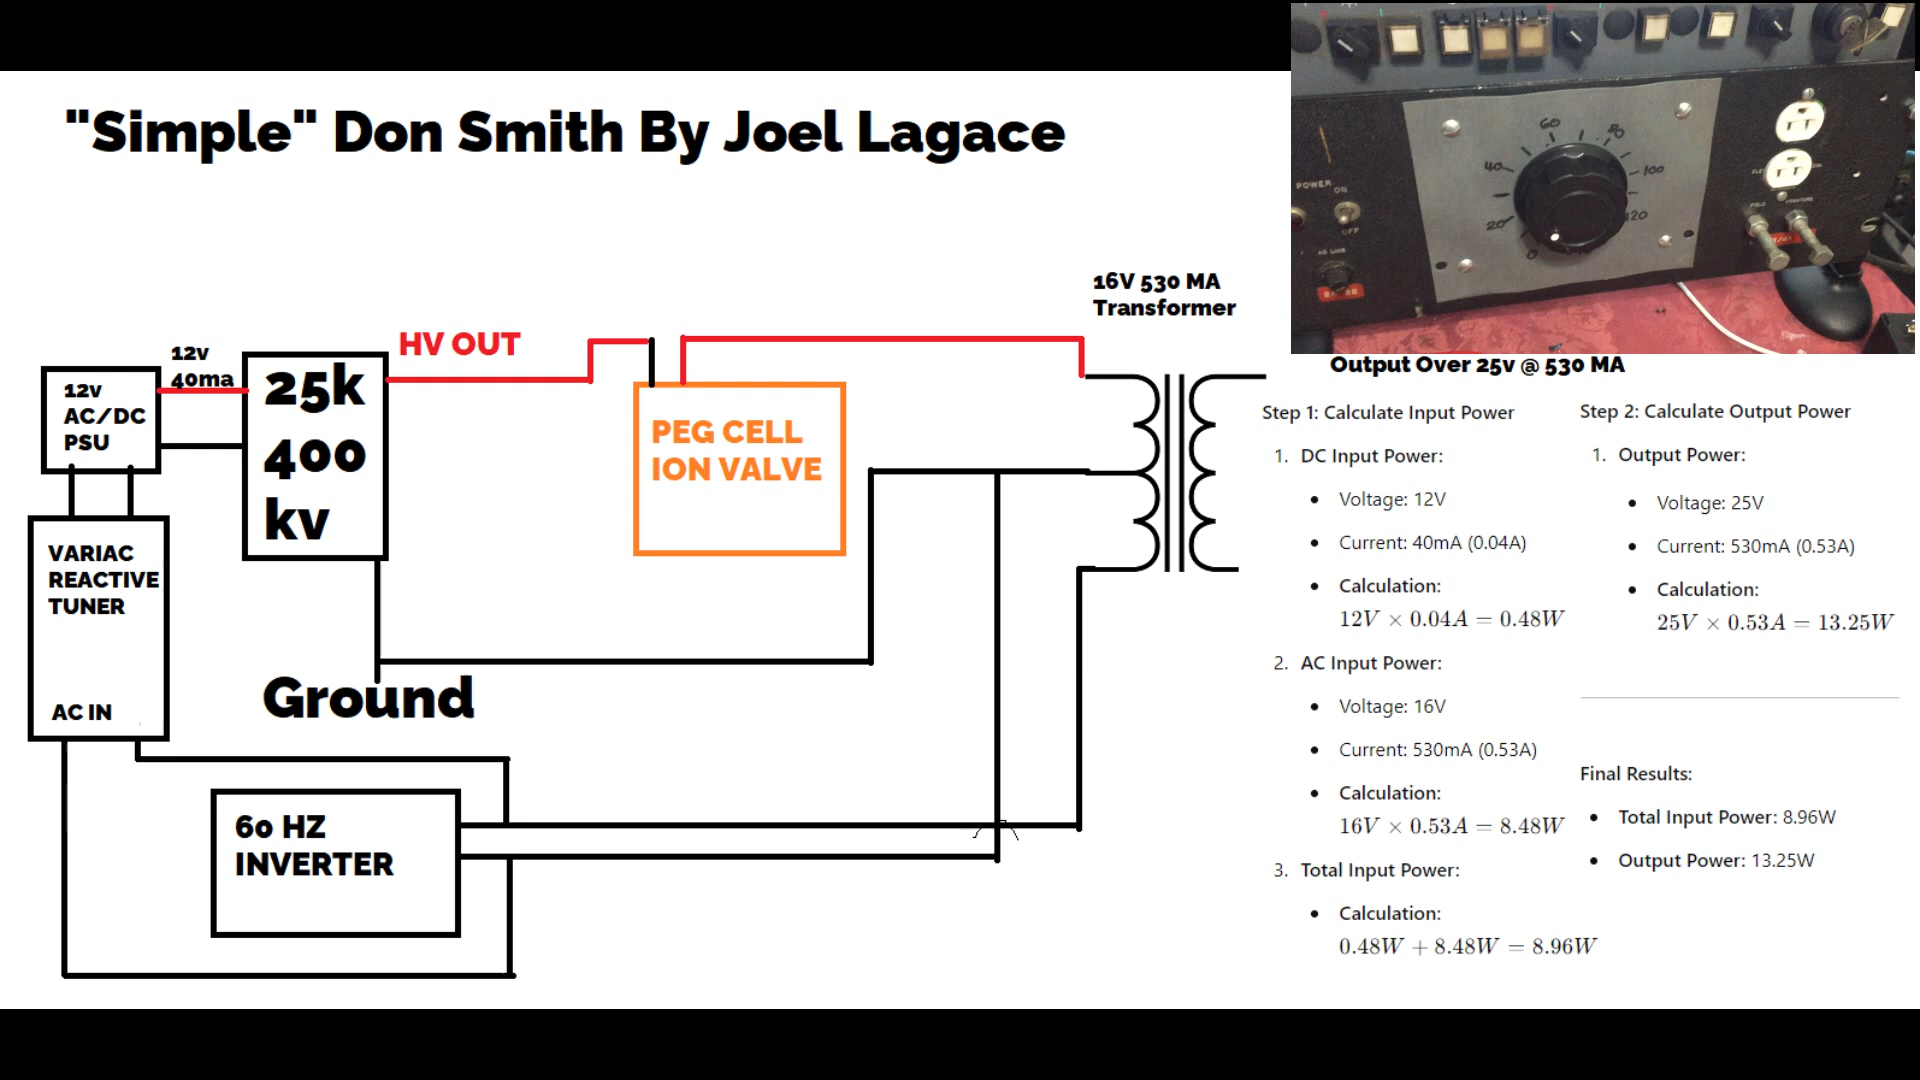 "Simple" Don Smith By Joel Lagace
60
80
40
100
20
120
0
POWER
ON
OFF
AC LINE
FIELD
ARMATURE
16V 530 MA
Transformer
HV OUT
12v
40ma
12v
AC/DC
PSU
25k
400
kv
PEG CELL
ION VALVE
VARIAC
REACTIVE
TUNER
AC IN
Ground
60 HZ
INVERTER
Output Over 25v @ 530 MA
Step 1: Calculate Input Power
1. DC Input Power:
• Voltage: 12V
• Current: 40mA (0.04A)
• Calculation:
12V × 0.04A = 0.48W
2. AC Input Power:
• Voltage: 16V
• Current: 530mA (0.53A)
• Calculation:
16V × 0.53A = 8.48W
3. Total Input Power:
• Calculation:
0.48W + 8.48W = 8.96W
Step 2: Calculate Output Power
1. Output Power:
• Voltage: 25V
• Current: 530mA (0.53A)
• Calculation:
25V × 0.53A = 13.25W
Final Results:
• Total Input Power: 8.96W
• Output Power: 13.25W